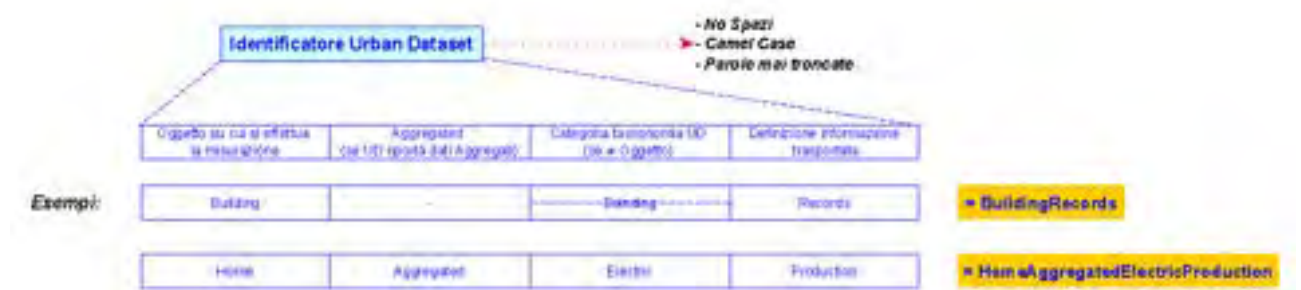 - No Spazi
Identificatore Urban Dataset
- Camel Case
- Parole mai troncate
Oggetto su cui si effettua la misurazione
Aggregated (se UD riporta dati Aggregati)
Categoria tassonomia UD (se ≠ Oggetto)
Definizione informazione trasportata
Esempi:
Building
-
Building
Records
= BuildingRecords
Home
Aggregated
Electric
Production
= HomeAggregatedElectricProduction